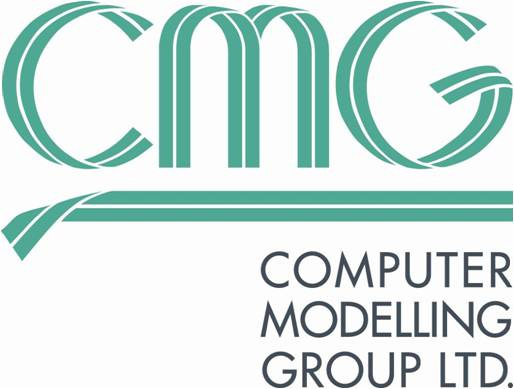 CMG
COMPUTER
MODELLING
GROUP LTD.